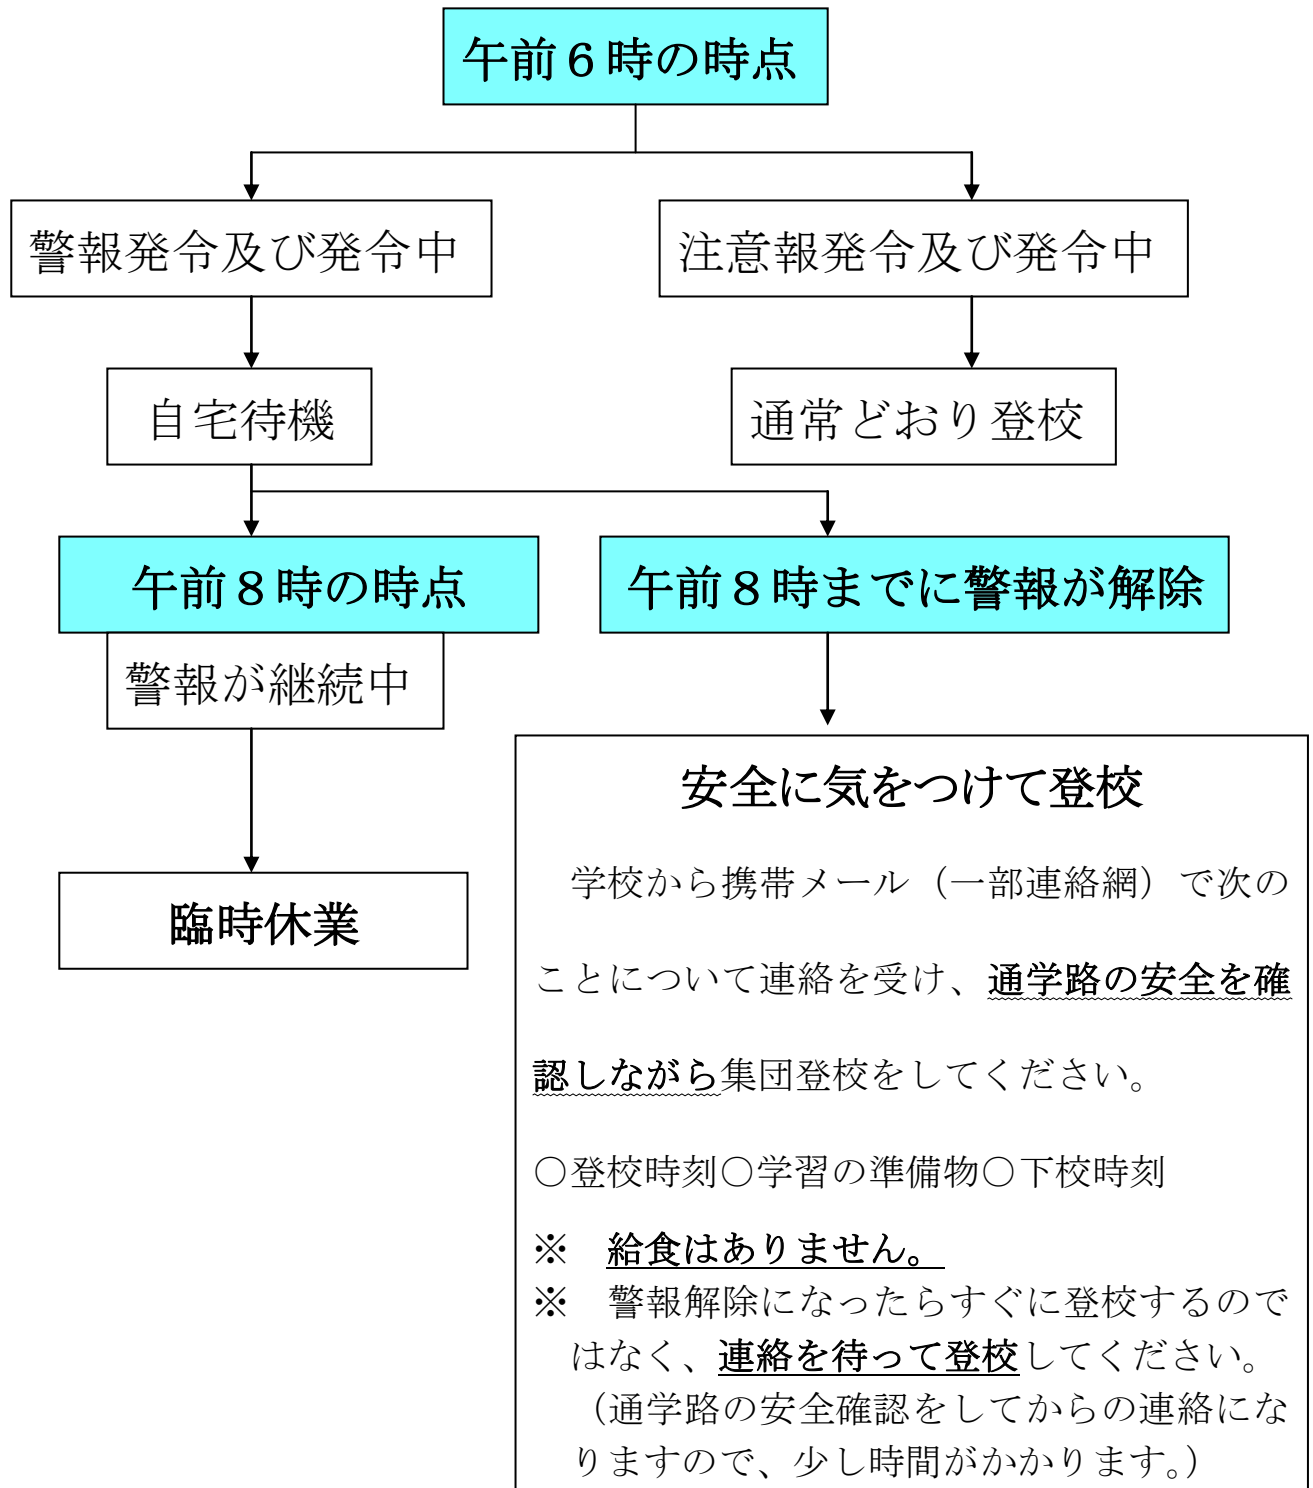 午前６時の時点
警報発令及び発令中
注意報発令及び発令中
自宅待機
通常どおり登校
午前８時の時点
午前８時までに警報が解除
警報が継続中
臨時休業
安全に気をつけて登校
学校から携帯メール（一部連絡網）で次の
ことについて連絡を受け、通学路の安全を確
認しながら集団登校をしてください。
○登校時刻○学習の準備物○下校時刻
※　給食はありません。
※　警報解除になったらすぐに登校するので
はなく、連絡を待って登校してください。
（通学路の安全確認をしてからの連絡にな
りますので、少し時間がかかります。）